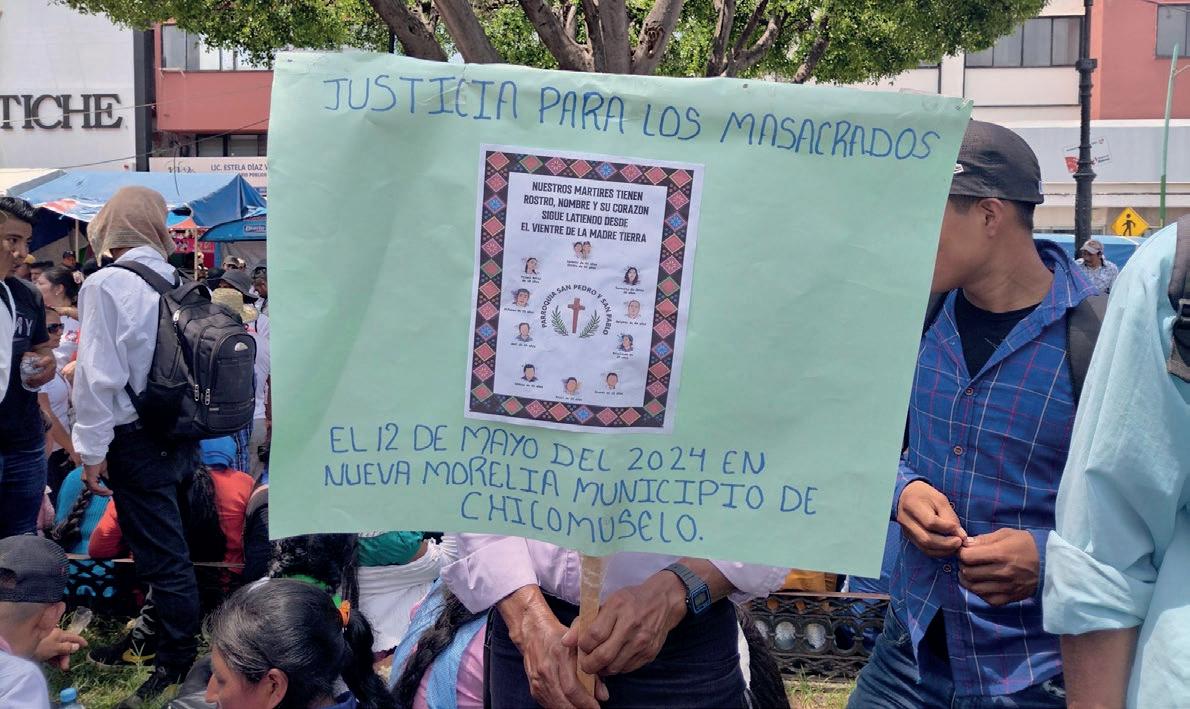 TICHE
LIC. ESTELA DÍAZ
JUSTICIA PARA LOS MASACRADOS
NUESTROS MARTIRES TIENEN
ROSTRO, NOMBRE Y SU CORAZON
SIGUE LATIENDO DESDE
EL VIENTRE DE LA MADRE TIERRA
PARROQUIA SAN PEDRO Y SAN PABLO
EL 12 DE MAYO DEL 2024 EN
NUEVA MORELIA MUNICIPIO DE
CHICOMUSELO.